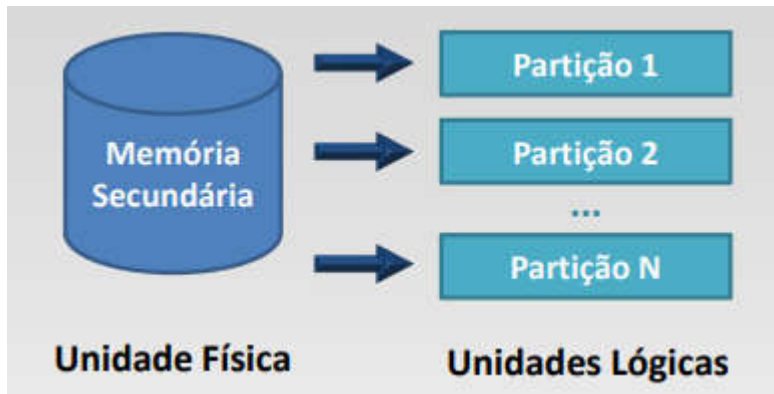 Memória
Secundária
Partição 1
Partição 2
...
Partição N
Unidade Física
Unidades Lógicas